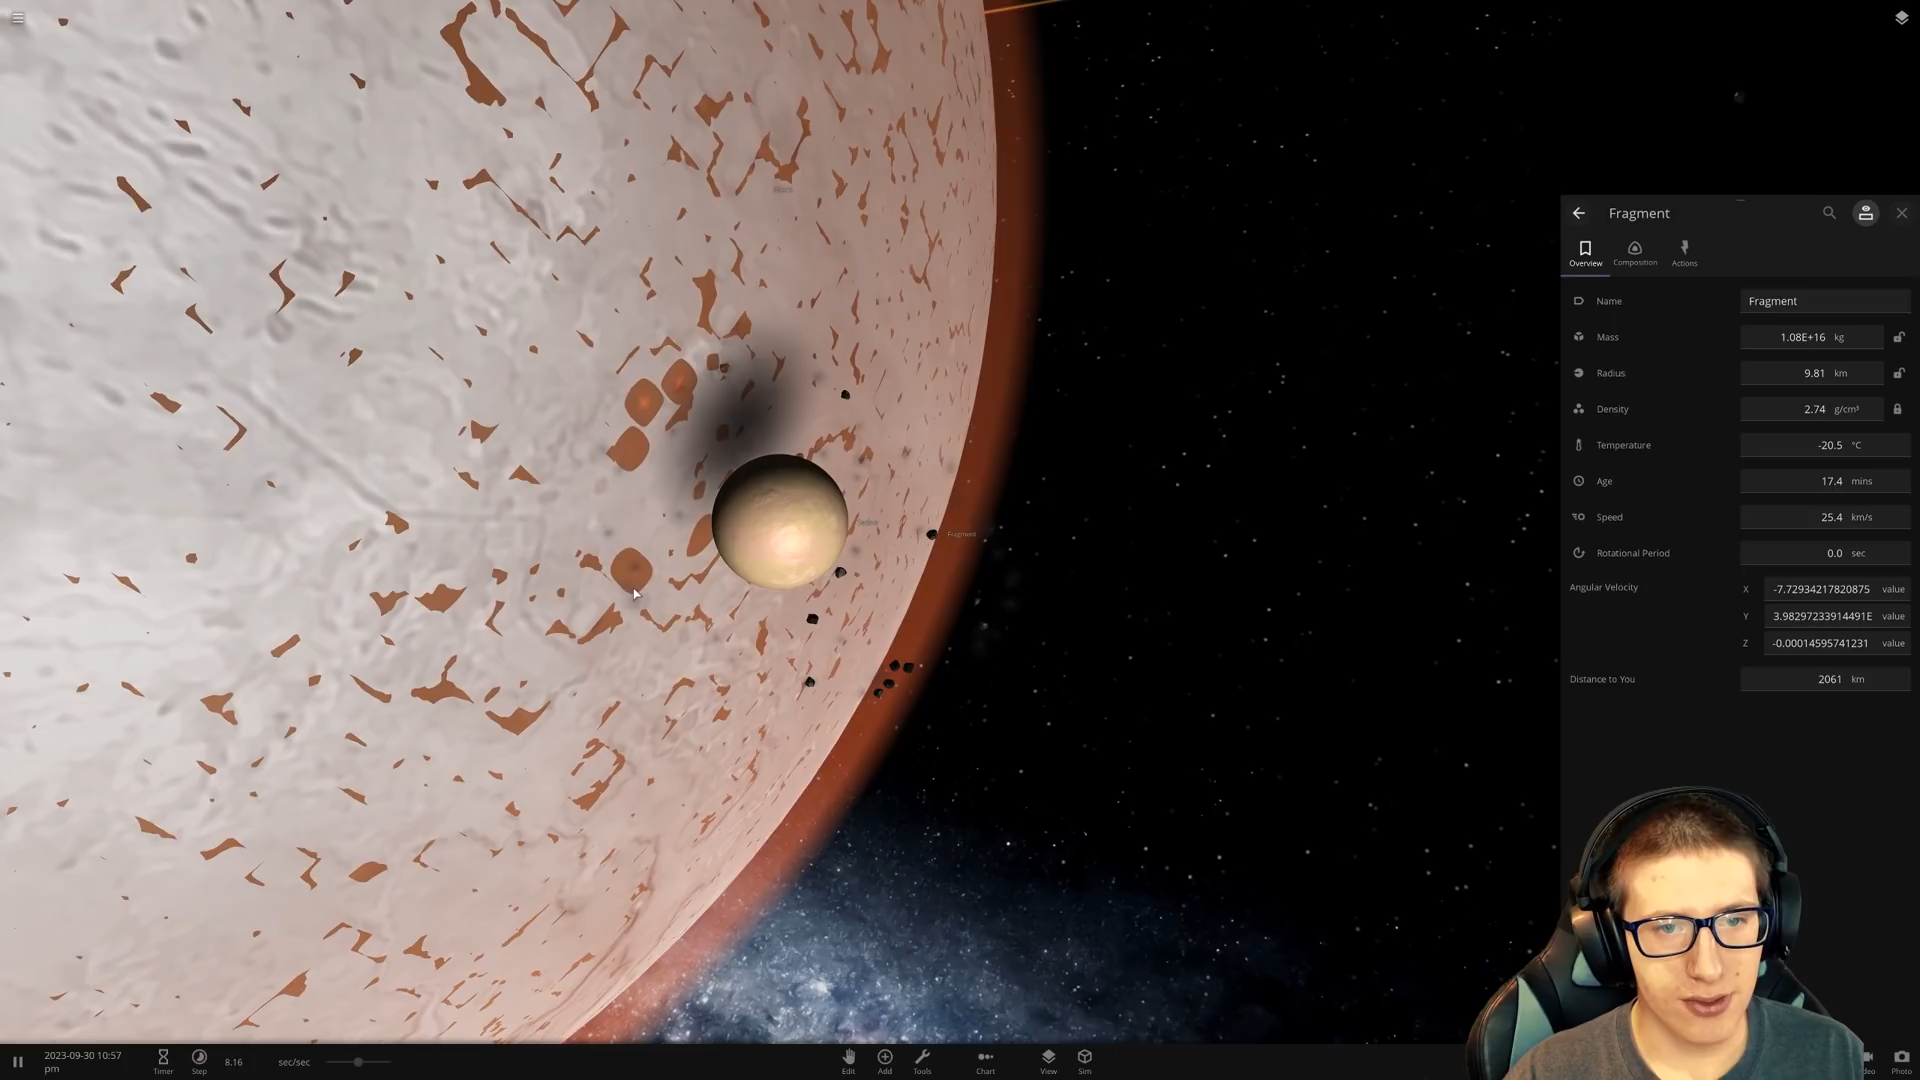 Fragment
Overview
Composition
Actions
Name
Fragment
Mass
1.08E+16 kg
Radius
9.81 km
Density
2.74 g/cm³
Temperature
-20.5 °C
Age
17.4 mins
Speed
25.4 km/s
Rotational Period
0.0 sec
Angular Velocity
X -7.72934217820875 value
Y 3.98297233914491E value
Z -0.00014595741231 value
Distance to You
2061 km
Fragment
2023-09-30 10:57
pm
Timer
Step
8.16
sec/sec
Edit
Add
Tools
Chart
View
Sim
Photo